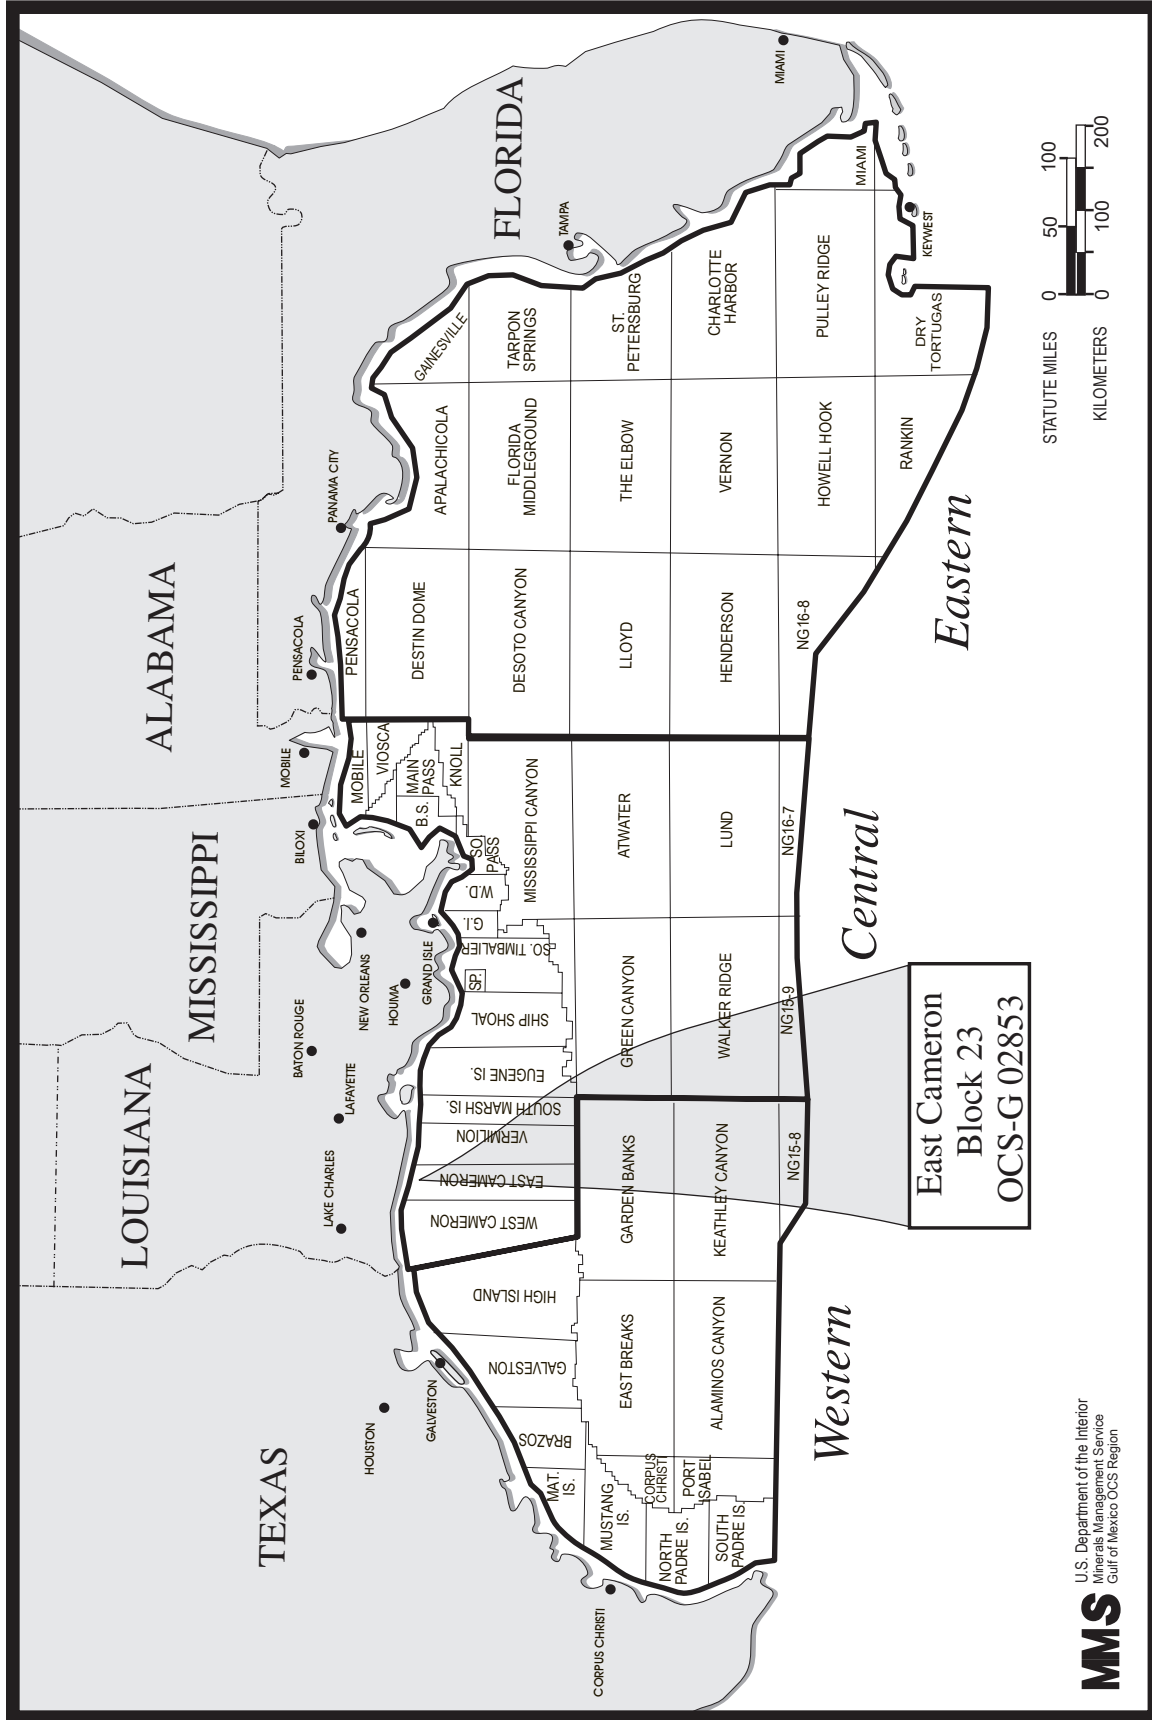 TEXAS
LOUISIANA
MISSISSIPPI
ALABAMA
FLORIDA
CORPUS CHRISTI
HOUSTON
GALVESTON
LAKE CHARLES
LAFAYETTE
BATON ROUGE
NEW ORLEANS
HOUMA
GRAND ISLE
BILOXI
MOBILE
PENSACOLA
PANAMA CITY
TAMPA
MIAMI
KEYWEST
SOUTH
PADRE IS.
NORTH
PADRE IS.
MUSTANG
IS.
MAT.
IS.
BRAZOS
GALVESTON
HIGH ISLAND
CORPUS
CHRISTI
PORT
ISABEL
EAST BREAKS
ALAMINOS CANYON
GARDEN BANKS
KEATHLEY CANYON
NG15-8
WEST CAMERON
EAST CAMERON
VERMILION
SOUTH MARSH IS.
EUGENE IS.
SHIP SHOAL
SP.
SO. TIMBALIER
G.I.
W.D.
SO.
PASS
B.S.
MAIN
PASS
MOBILE
VIOSCA
KNOLL
MISSISSIPPI CANYON
GREEN CANYON
ATWATER
WALKER RIDGE
LUND
NG15-9
NG16-7
PENSACOLA
DESTIN DOME
DESOTO CANYON
LLOYD
HENDERSON
NG16-8
APALACHICOLA
FLORIDA
MIDDLEGROUND
THE ELBOW
VERNON
HOWELL HOOK
RANKIN
GAINESVILLE
TARPON
SPRINGS
ST.
PETERSBURG
CHARLOTTE
HARBOR
PULLEY RIDGE
DRY
TORTUGAS
MIAMI
Western
Central
Eastern
East Cameron
Block 23
OCS-G 02853
STATUTE MILES
0 50 100
KILOMETERS
0 100 200
MMS
U.S. Department of the Interior
Minerals Management Service
Gulf of Mexico OCS Region